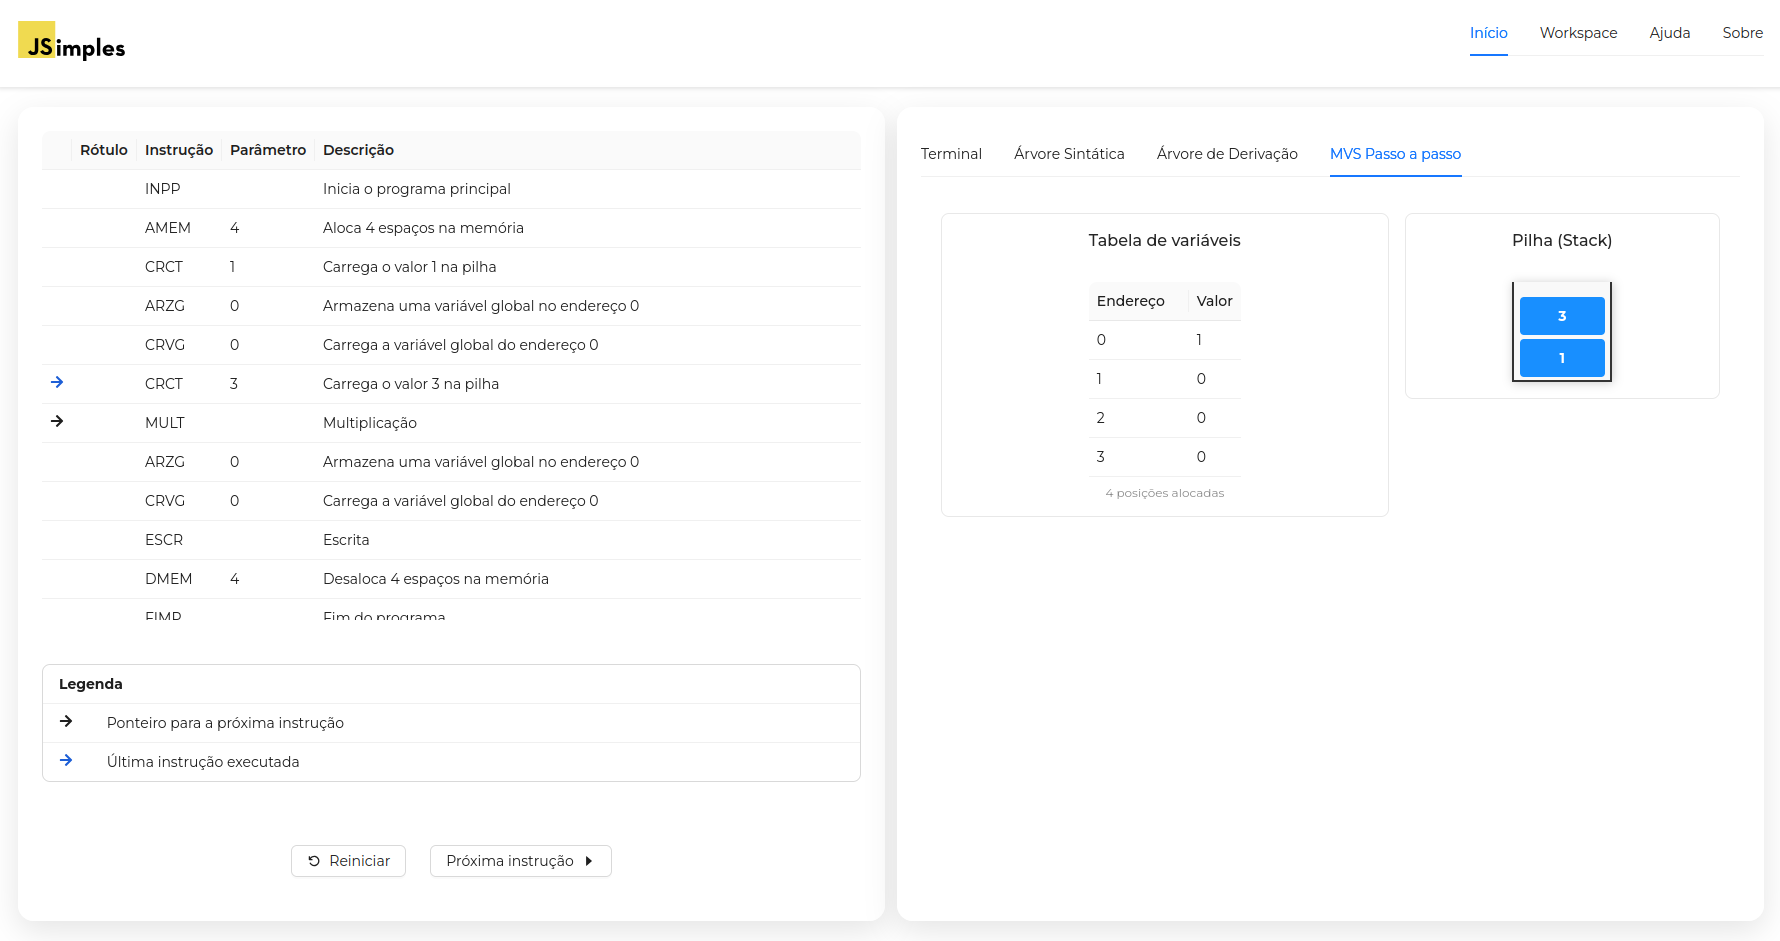 JSimples
Início Workspace Ajuda Sobre
Rótulo Instrução Parâmetro Descrição
INPP Inicia o programa principal
AMEM 4 Aloca 4 espaços na memória
CRCT 1 Carrega o valor 1 na pilha
ARZG 0 Armazena uma variável global no endereço 0
CRVG 0 Carrega a variável global do endereço 0
CRCT 3 Carrega o valor 3 na pilha
MULT Multiplicação
ARZG 0 Armazena uma variável global no endereço 0
CRVG 0 Carrega a variável global do endereço 0
ESCR Escrita
DMEM 4 Desaloca 4 espaços na memória
FIMP Fim do programa
Legenda
Ponteiro para a próxima instrução
Última instrução executada
Reiniciar Próxima instrução
Terminal Árvore Sintática Árvore de Derivação MVS Passo a passo
Tabela de variáveis
Endereço Valor
0 1
1 0
2 0
3 0
4 posições alocadas
Pilha (Stack)
3
1